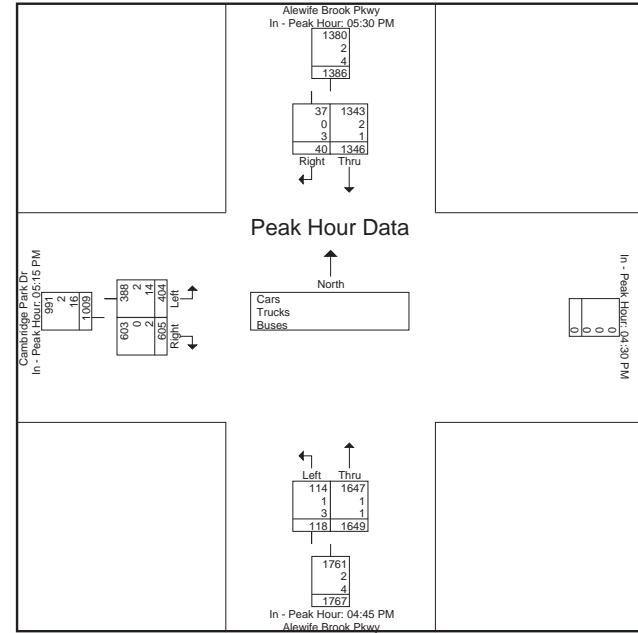 Alewife Brook Pkwy
In - Peak Hour: 05:30 PM
1380
2
4
1386
37 1343
0 2
3 1
40 1346
Right Thru
Peak Hour Data
North
Cars
Trucks
Buses
Cambridge Park Dr
In - Peak Hour: 05:15 PM
991
2
16
1009
388 2 14 404 Left
603 0 2 605 Right
In - Peak Hour: 04:30 PM
0
0
0
0
Left Thru
114 1647
1 1
3 1
118 1649
1761
2
4
1767
In - Peak Hour: 04:45 PM
Alewife Brook Pkwy